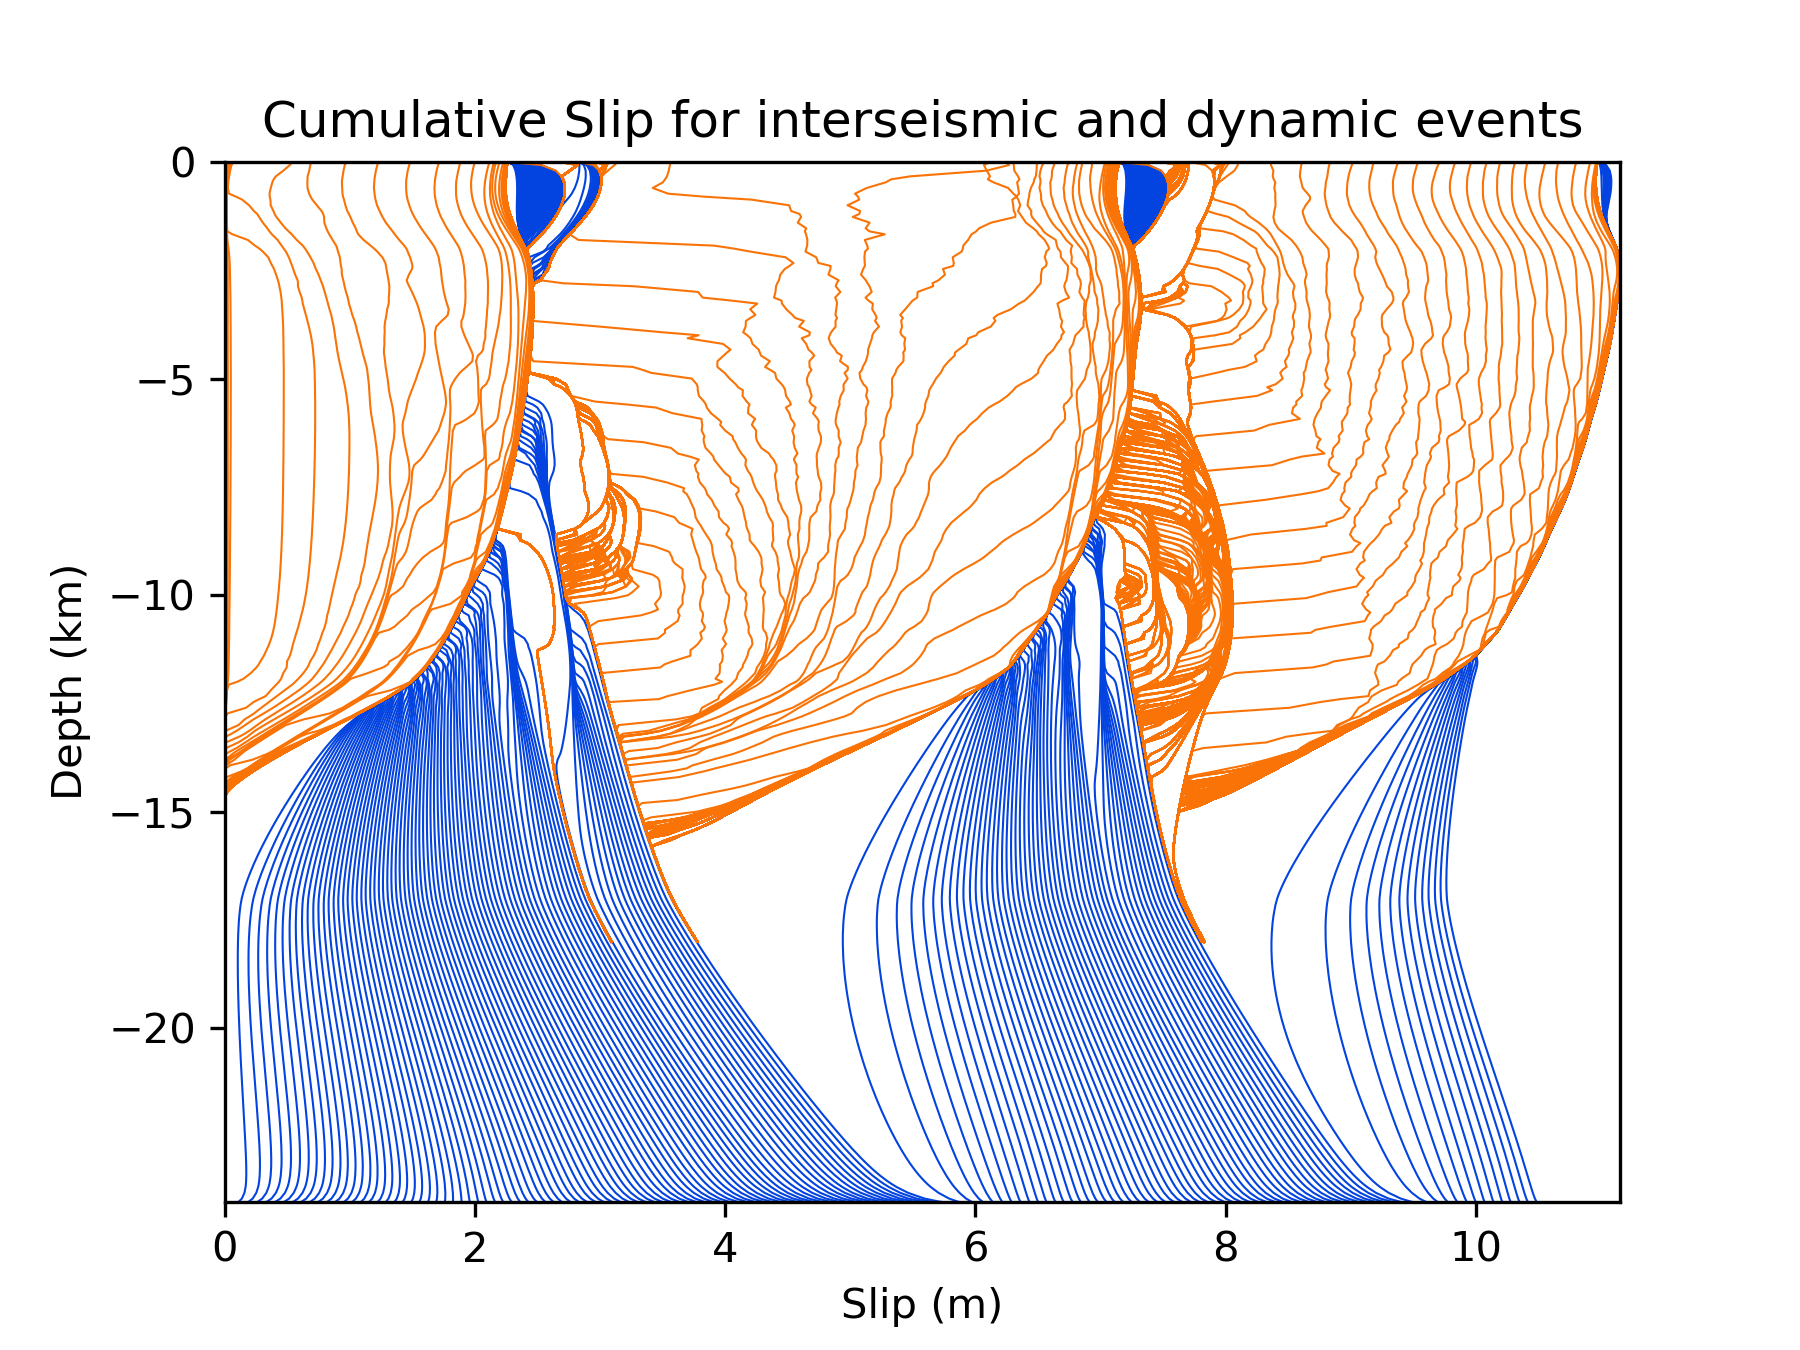 Cumulative Slip for interseismic and dynamic events
0
−5
−10
−15
−20
Depth (km)
0 2 4 6 8 10
Slip (m)